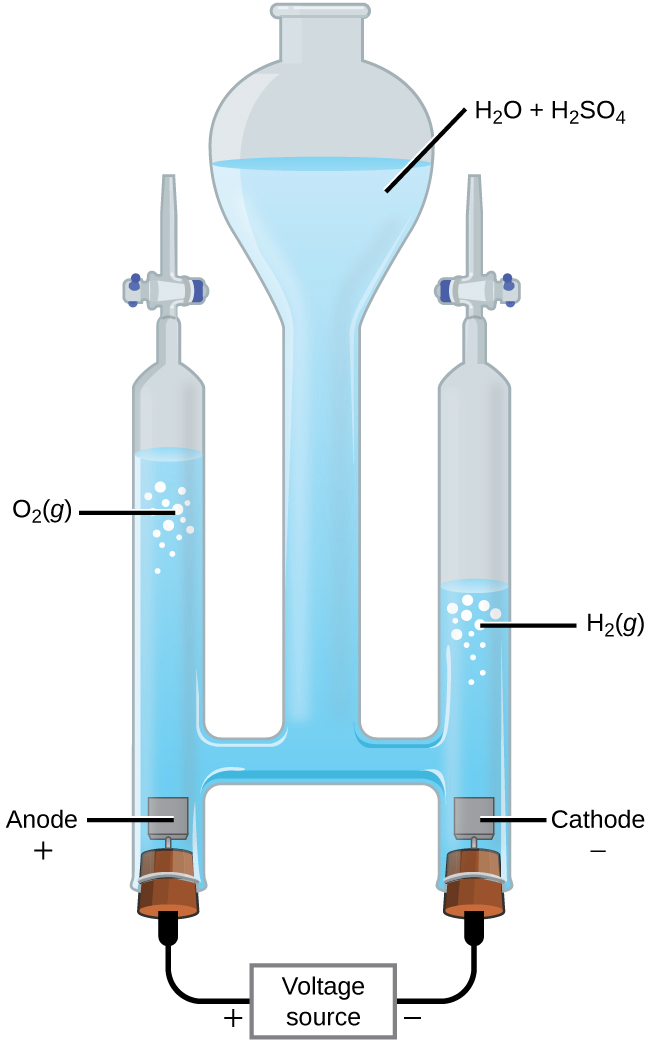 H₂O + H₂SO₄
O₂(g)
H₂(g)
Anode
+
Cathode
−
Voltage
source
+
−